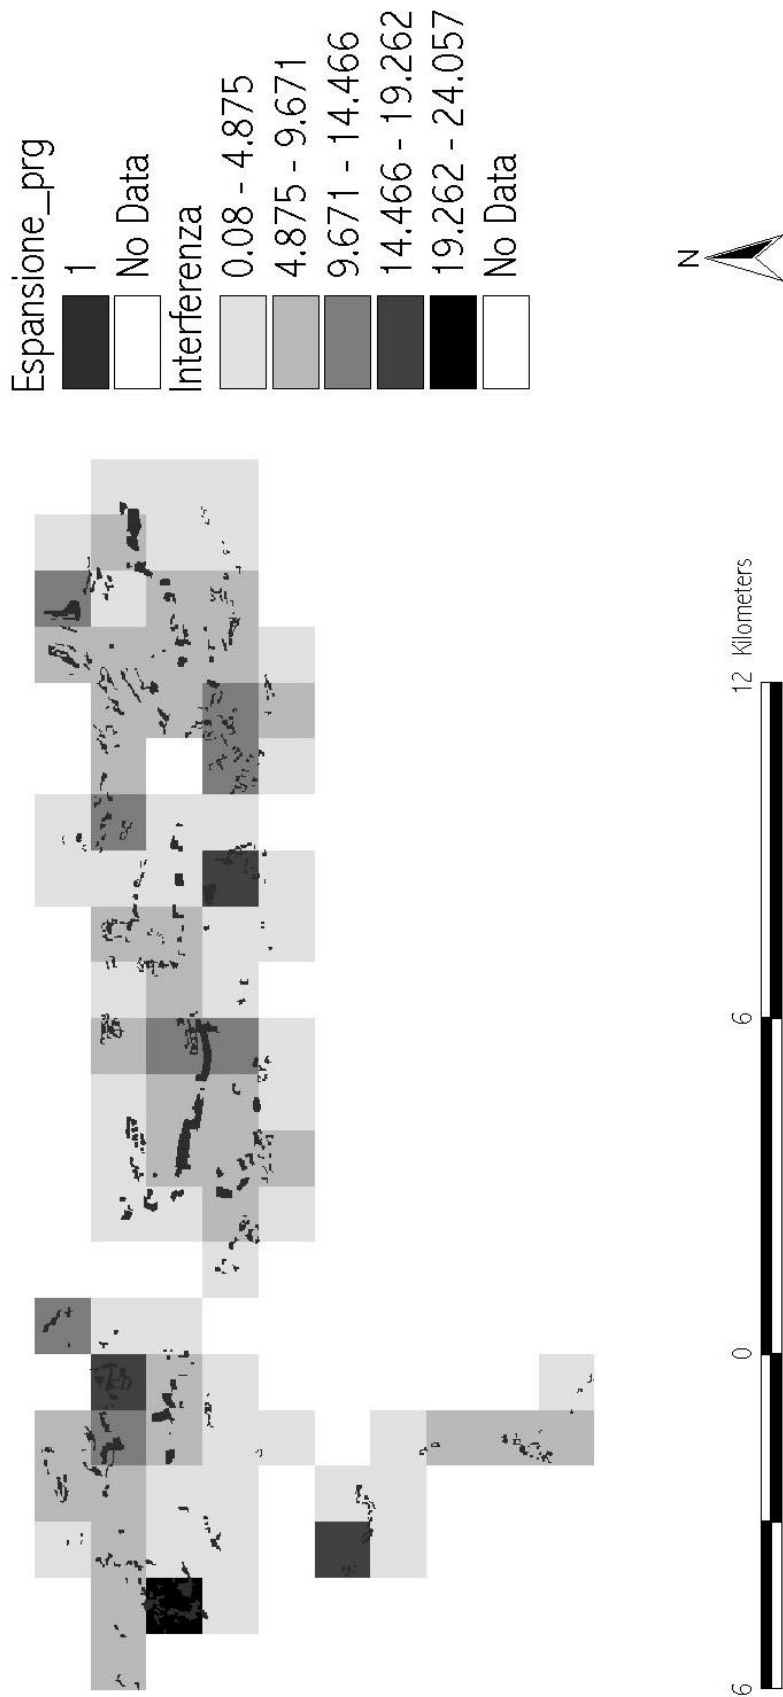 Espansione_prg
1
No Data
Interferenza
0.08 - 4.875
4.875 - 9.671
9.671 - 14.466
14.466 - 19.262
19.262 - 24.057
No Data
N
6 0 6 12 Kilometers